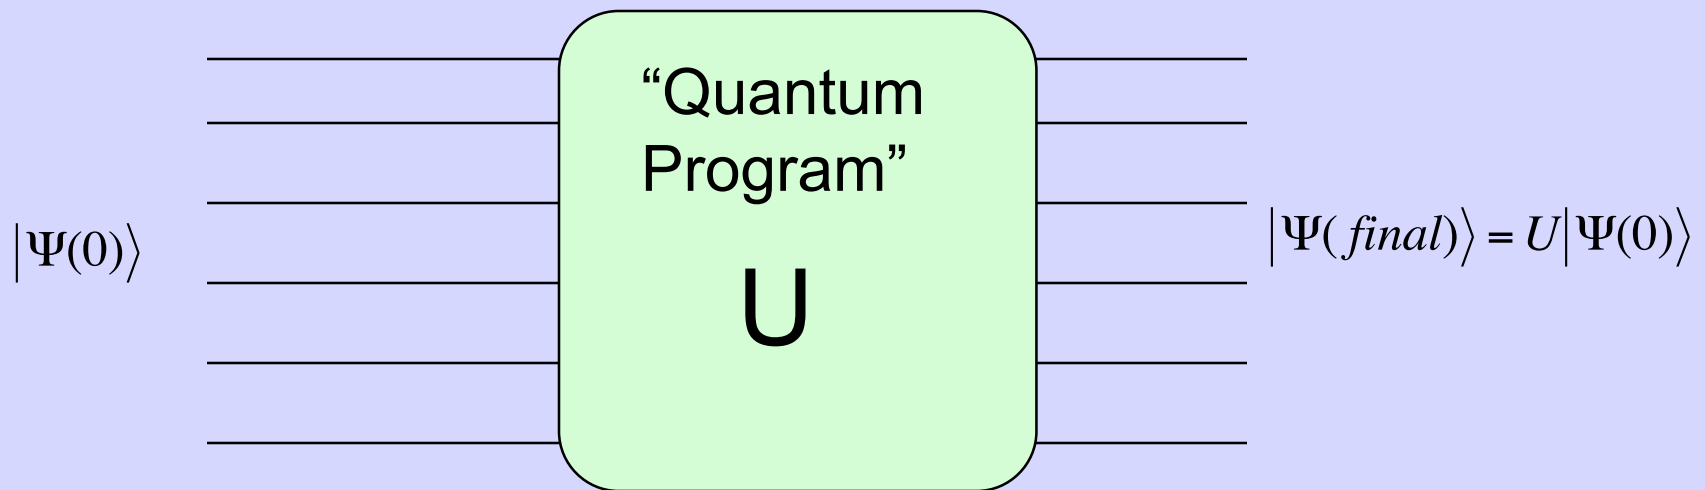 “Quantum
Program”
|Ψ(0)⟩
U
|Ψ(final)⟩ = U|Ψ(0)⟩